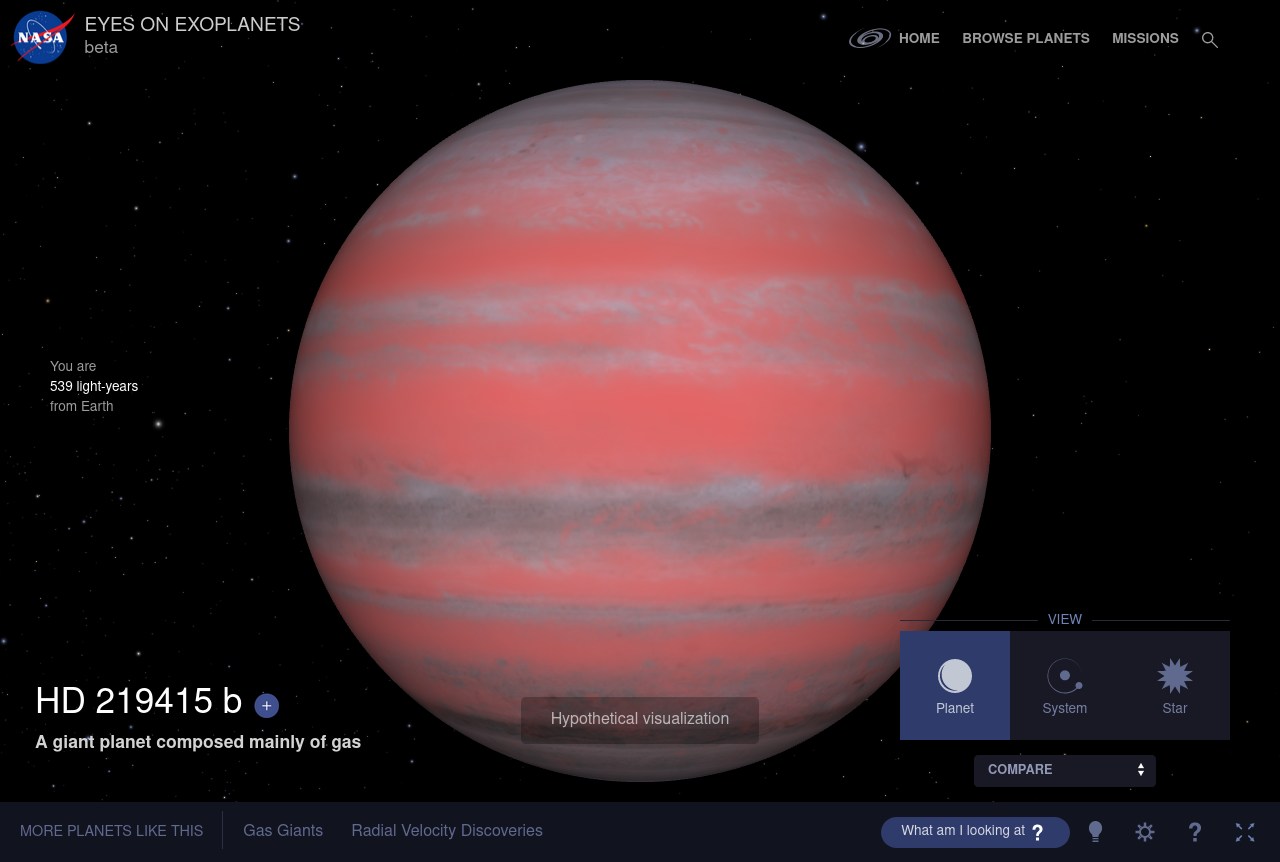 NASA
EYES ON EXOPLANETS
beta
HOME
BROWSE PLANETS
MISSIONS
You are
539 light-years
from Earth
VIEW
Planet
System
Star
HD 219415 b +
A giant planet composed mainly of gas
Hypothetical visualization
COMPARE
MORE PLANETS LIKE THIS
Gas Giants
Radial Velocity Discoveries
What am I looking at ?
?